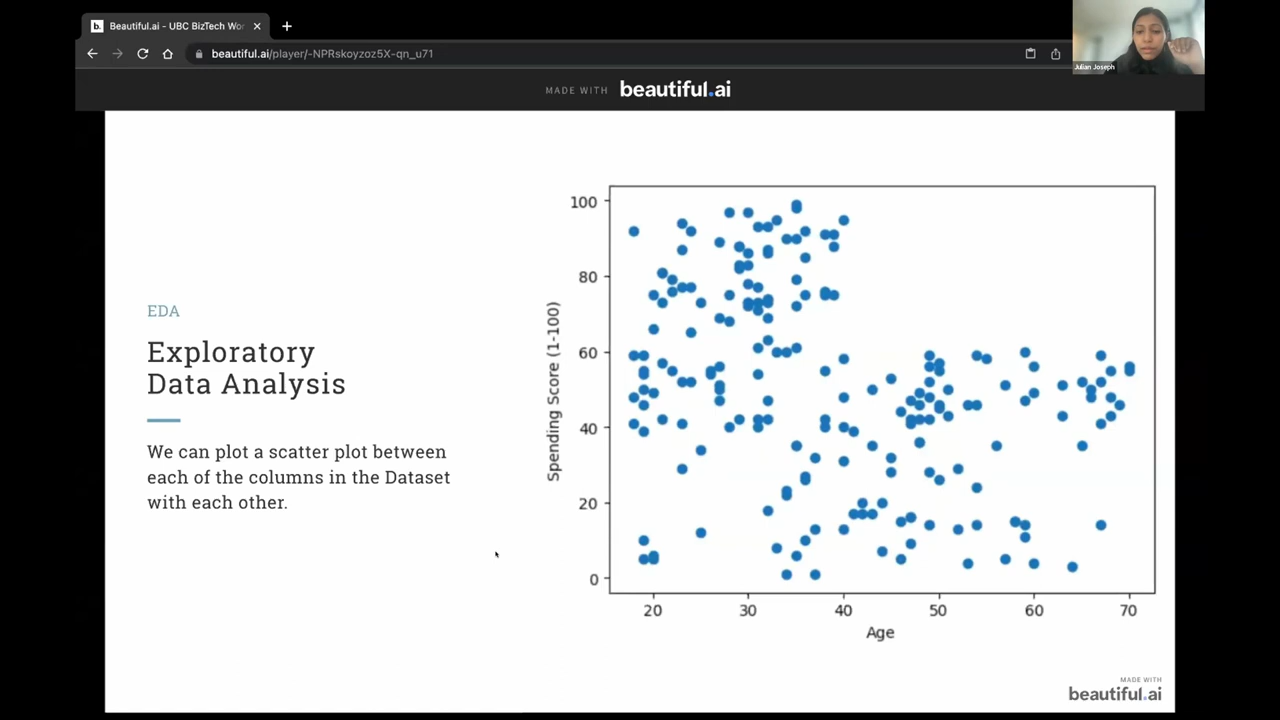 b. Beautiful.ai - UBC BizTech Wor
beautiful.ai/player/-NPRskoyzoz5X-qn_u71
Julian Joseph
MADE WITH beautiful.ai
EDA
Exploratory
Data Analysis
We can plot a scatter plot between
each of the columns in the Dataset
with each other.
Spending Score (1-100)
100
80
60
40
20
0
20 30 40 50 60 70
Age
MADE WITH
beautiful.ai